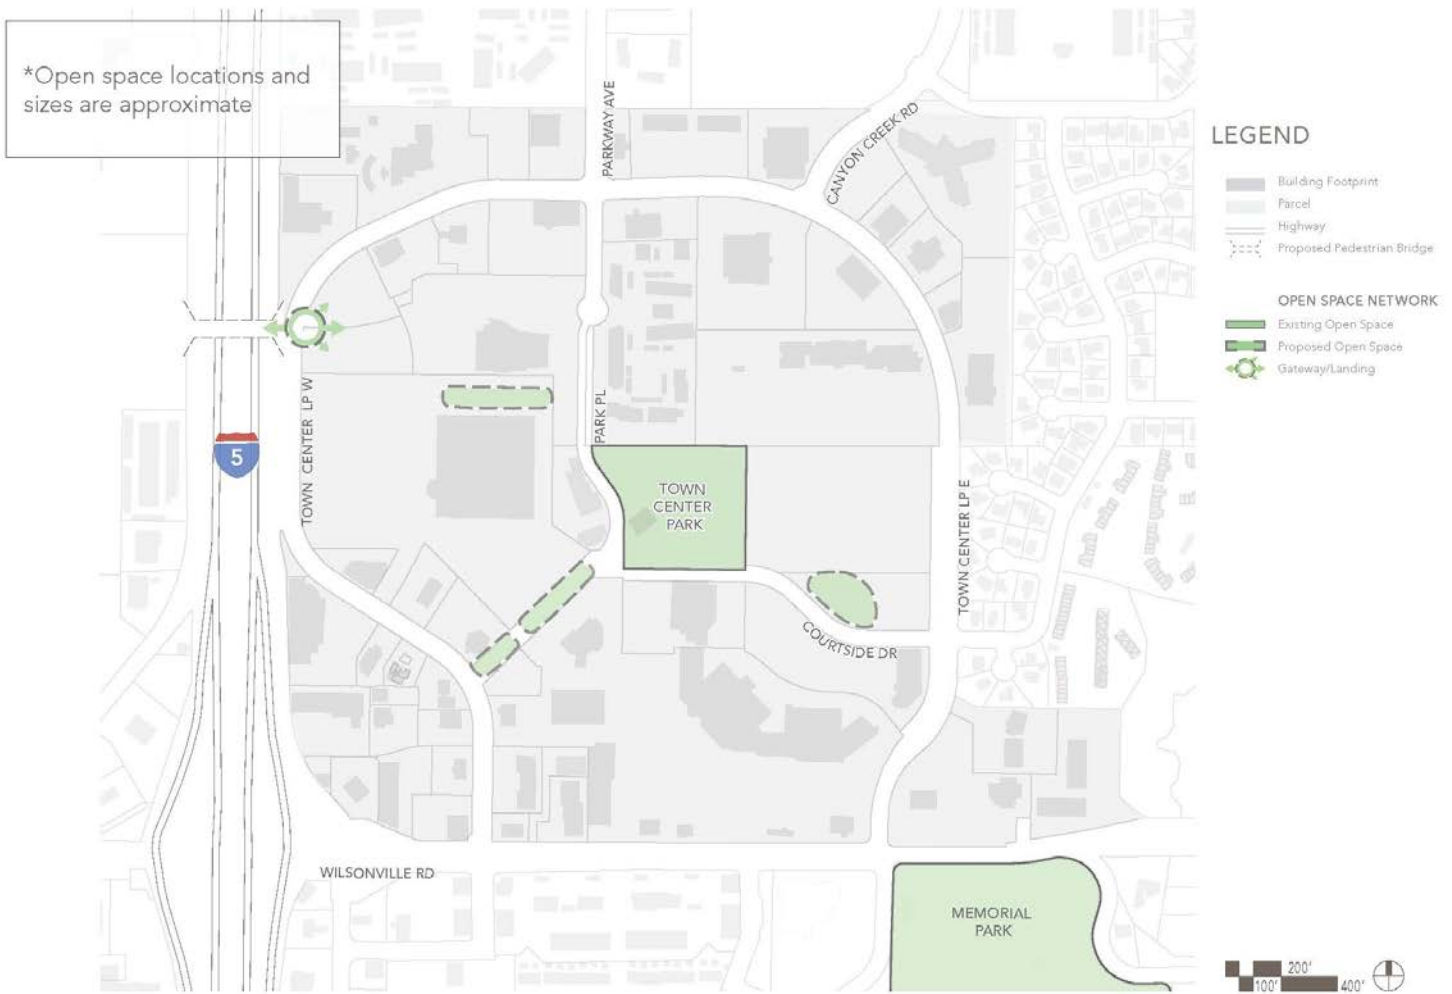 *Open space locations and
sizes are approximate
PARKWAY AVE
CANYON CREEK RD
TOWN CENTER LP W
PARK PL
5
TOWN
CENTER
PARK
TOWN CENTER LP E
COURTSIDE DR
WILSONVILLE RD
MEMORIAL
PARK
LEGEND
Building Footprint
Parcel
Highway
Proposed Pedestrian Bridge
OPEN SPACE NETWORK
Existing Open Space
Proposed Open Space
Gateway/Landing
200'
100'
400'